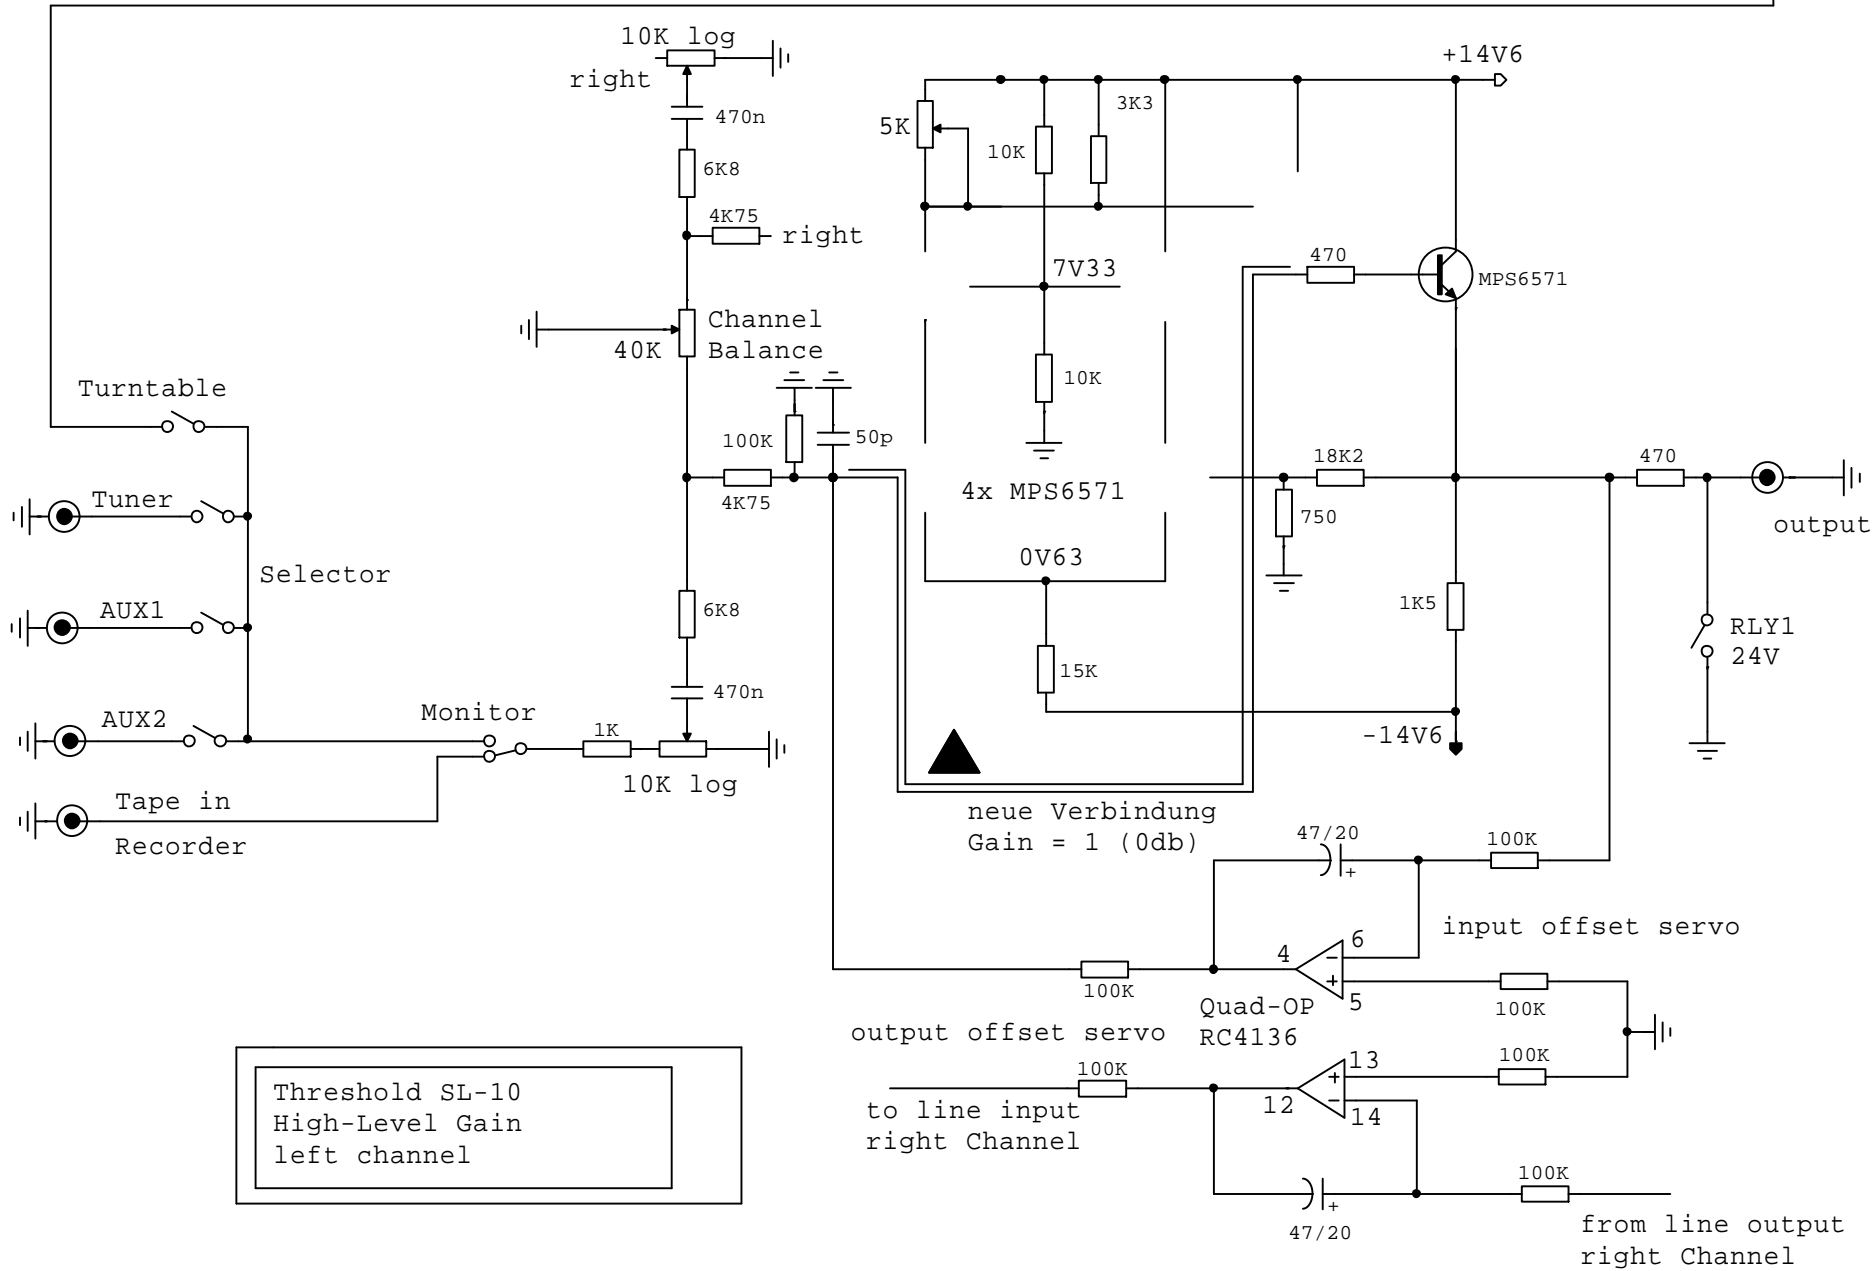 10K log
right
470n
6K8
4K75
right
Channel
Balance
40K
Turntable
Tuner
Selector
AUX1
AUX2
Monitor
Tape in
Recorder
100K
50p
4K75
6K8
470n
1K
10K log
+14V6
5K
10K
3K3
7V33
10K
4x MPS6571
0V63
15K
470
MPS6571
18K2
750
470
output
1K5
RLY1
24V
-14V6
neue Verbindung
Gain = 1 (0db)
47/20
+
100K
input offset servo
4
6
-
+
5
100K
100K
Quad-OP
RC4136
output offset servo
100K
100K
13
+
-
12
14
to line input
right Channel
100K
+
47/20
from line output
right Channel
Threshold SL-10
High-Level Gain
left channel